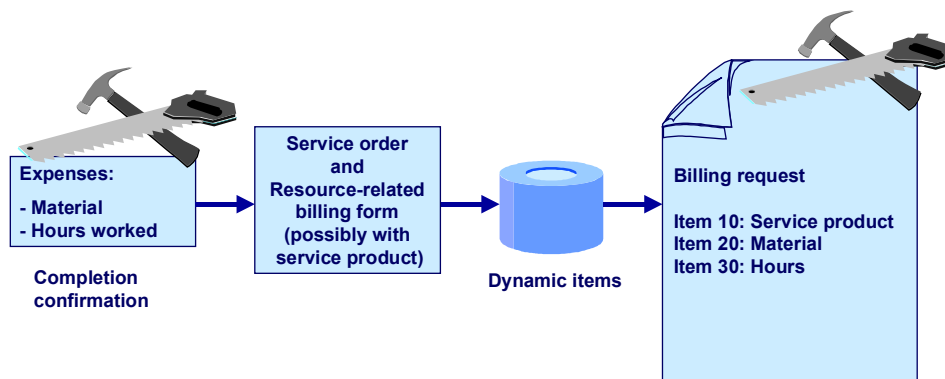 Expenses:
- Material
- Hours worked
Completion
confirmation
Service order
and
Resource-related
billing form
(possibly with
service product)
Dynamic items
Billing request
Item 10: Service product
Item 20: Material
Item 30: Hours